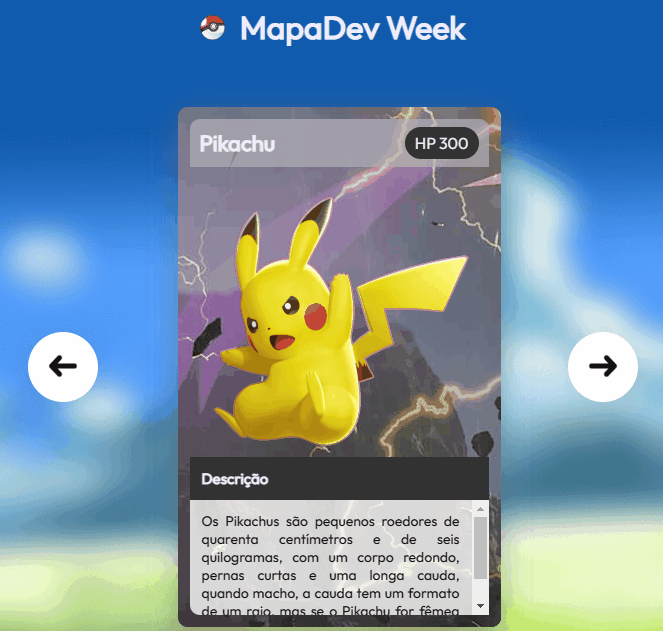 MapaDev Week
Pikachu
HP 300
Descrição
Os Pikachus são pequenos roedores de
quarenta centímetros e de seis
quilogramas, com um corpo redondo,
pernas curtas e uma longa cauda,
quando macho, a cauda tem um formato
de um raio, mas se o Pikachu for fêmea